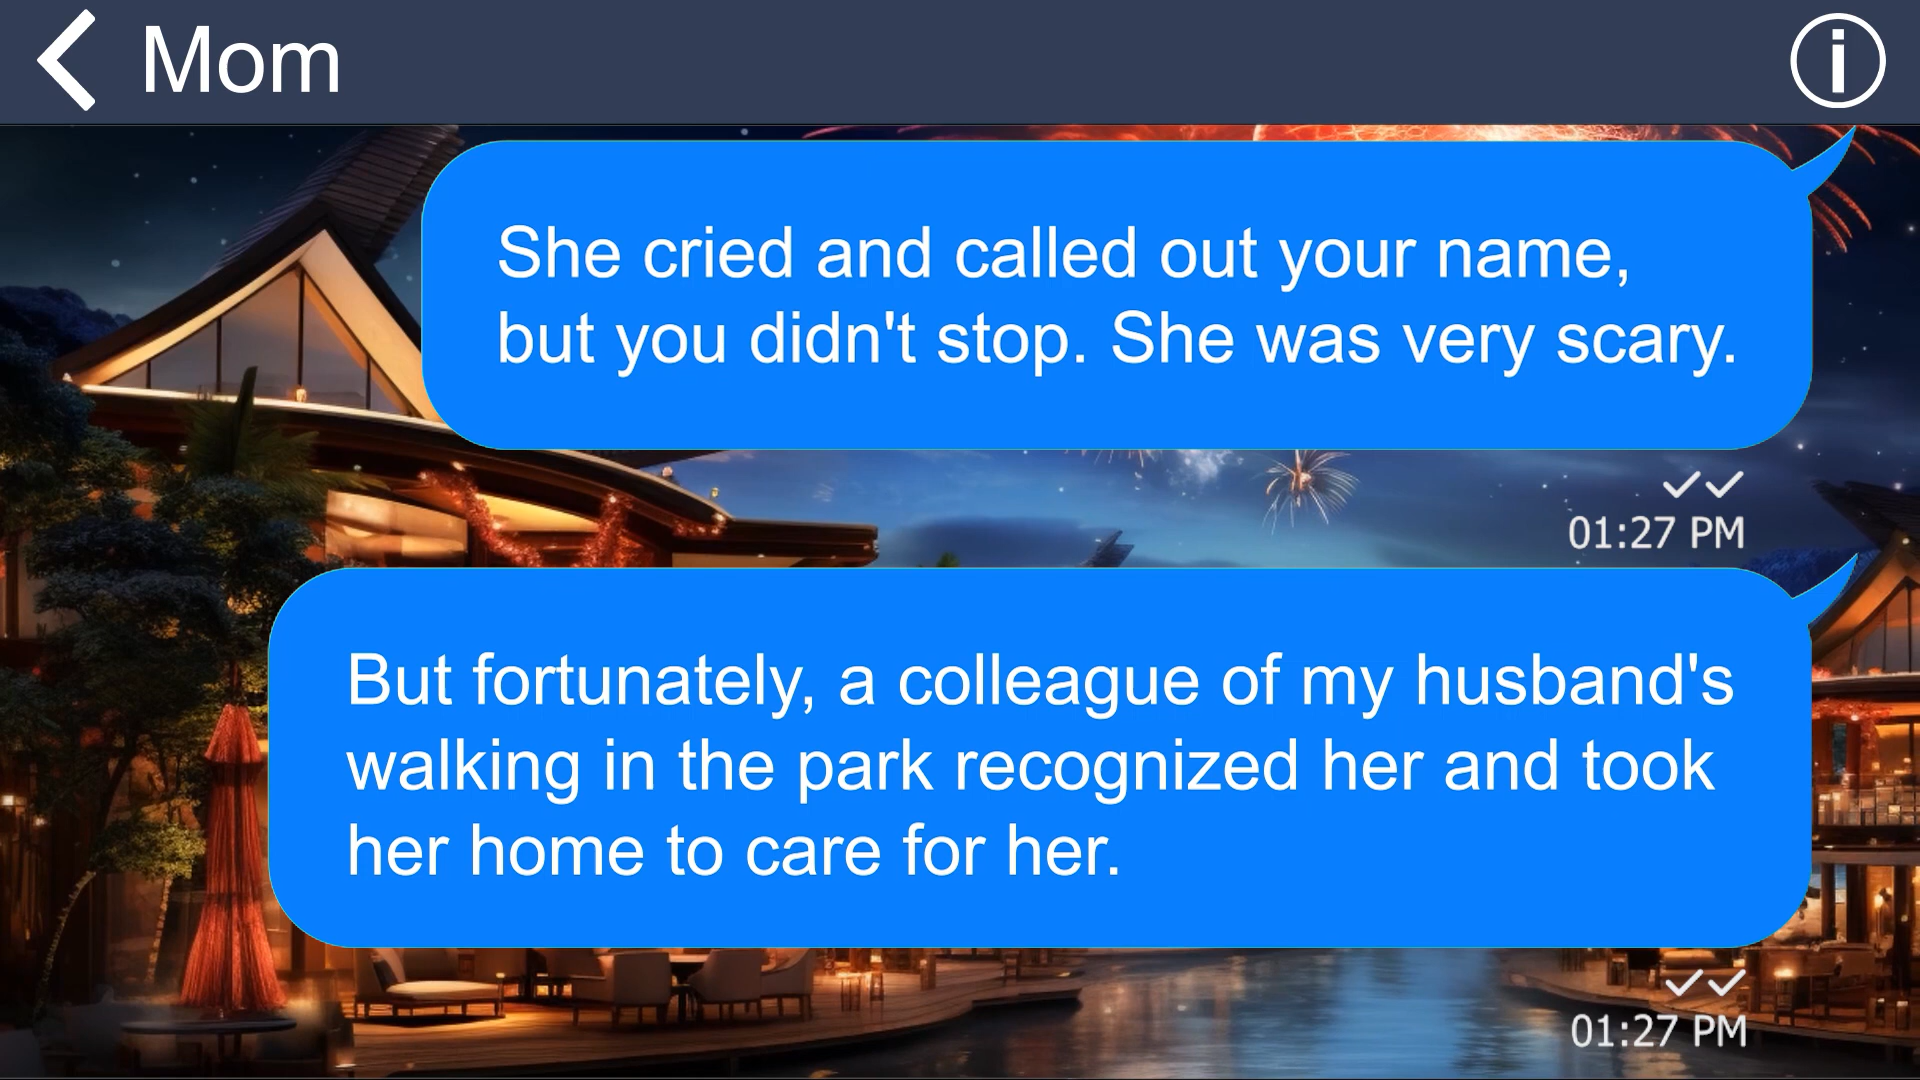 Mom
She cried and called out your name,
but you didn't stop. She was very scary.
01:27 PM
But fortunately, a colleague of my husband's
walking in the park recognized her and took
her home to care for her.
01:27 PM